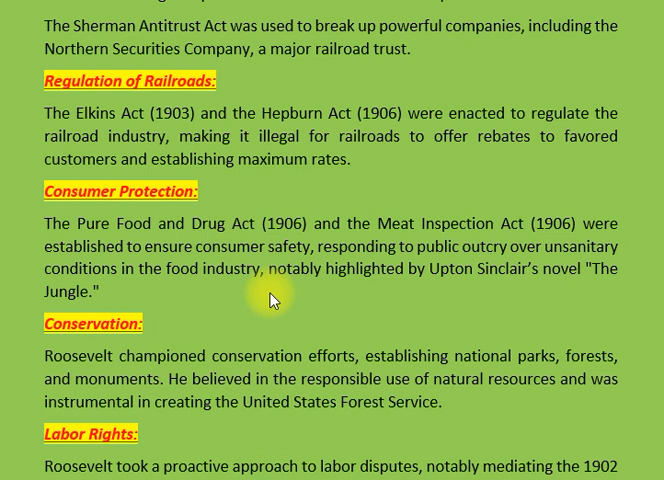 The Sherman Antitrust Act was used to break up powerful companies, including the
Northern Securities Company, a major railroad trust.
Regulation of Railroads:
The Elkins Act (1903) and the Hepburn Act (1906) were enacted to regulate the
railroad industry, making it illegal for railroads to offer rebates to favored
customers and establishing maximum rates.
Consumer Protection:
The Pure Food and Drug Act (1906) and the Meat Inspection Act (1906) were
established to ensure consumer safety, responding to public outcry over unsanitary
conditions in the food industry, notably highlighted by Upton Sinclair’s novel "The
Jungle."
Conservation:
Roosevelt championed conservation efforts, establishing national parks, forests,
and monuments. He believed in the responsible use of natural resources and was
instrumental in creating the United States Forest Service.
Labor Rights:
Roosevelt took a proactive approach to labor disputes, notably mediating the 1902